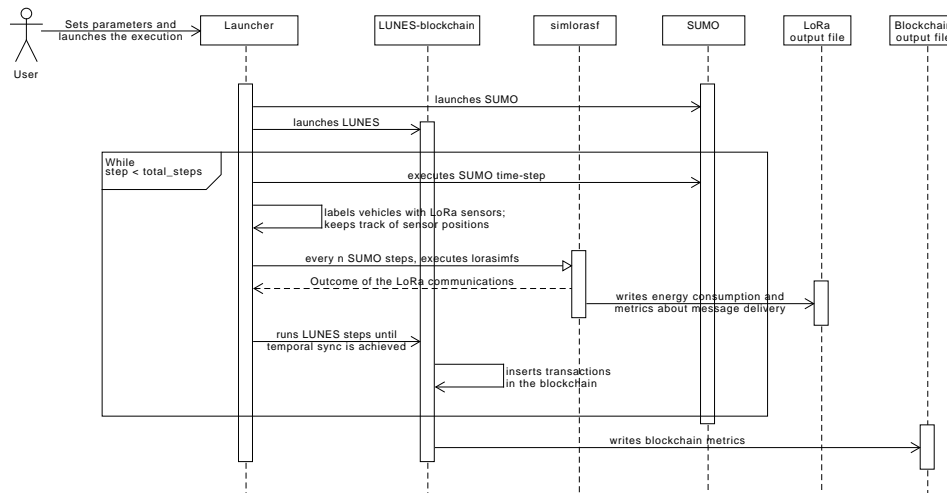 Sets parameters and
launches the execution
User
Launcher
LUNES-blockchain
simlorasf
SUMO
LoRa
output file
Blockchain
output file
launches SUMO
launches LUNES
While
step < total_steps
executes SUMO time-step
labels vehicles with LoRa sensors;
keeps track of sensor positions
every n SUMO steps, executes lorasimfs
Outcome of the LoRa communications
writes energy consumption and
metrics about message delivery
runs LUNES steps until
temporal sync is achieved
inserts transactions
in the blockchain
writes blockchain metrics